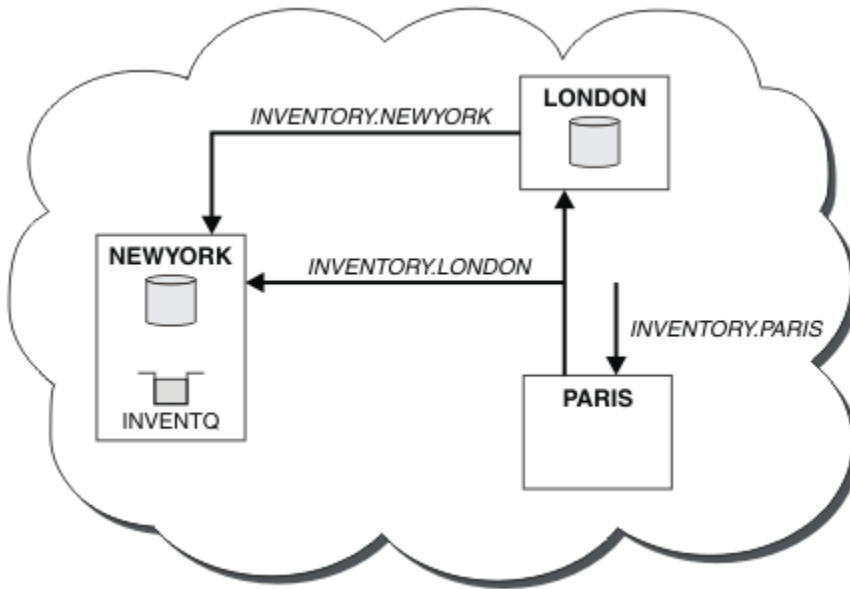 LONDON
INVENTORY.NEWYORK
NEWYORK
INVENTORY.LONDON
INVENTORY.PARIS
PARIS
INVENTQ